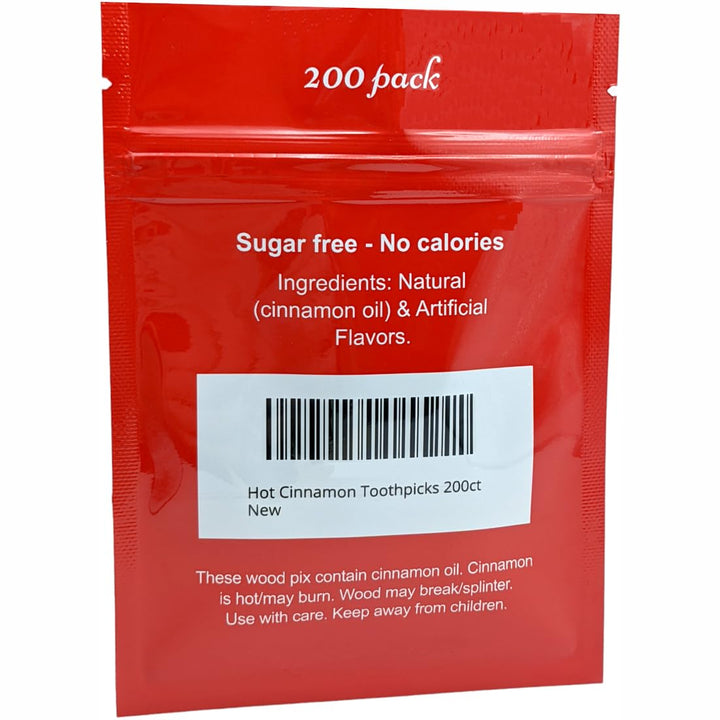 200 pack
Sugar free - No calories
Ingredients: Natural
(cinnamon oil) & Artificial
Flavors.
Hot Cinnamon Toothpicks 200ct
New
These wood pix contain cinnamon oil. Cinnamon
is hot/may burn. Wood may break/splinter.
Use with care. Keep away from children.